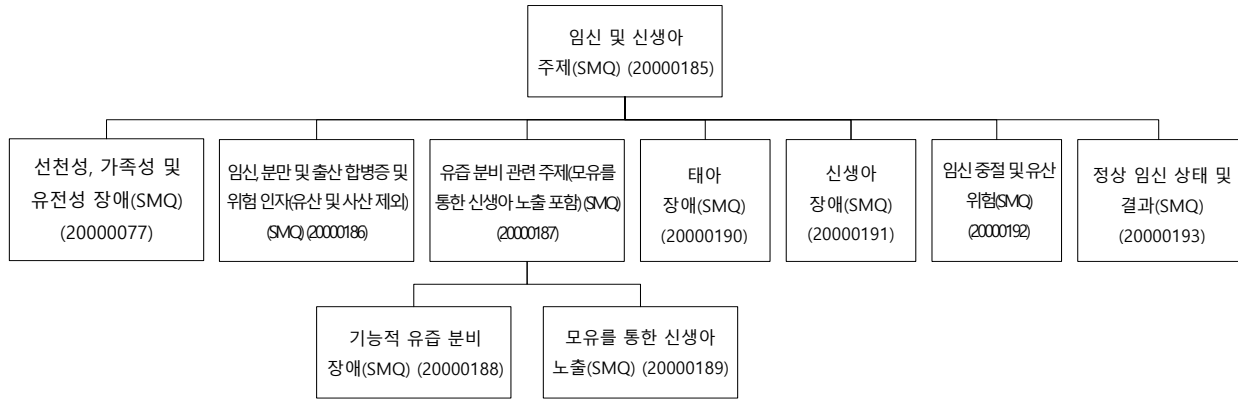 임신 및 신생아
주제(SMQ) (20000185)
선천성, 가족성 및
유전성 장애(SMQ)
(20000077)
임신, 분만 및 출산 합병증 및
위험 인자(유산 및 사산 제외)
(SMQ) (20000186)
유즙 분비 관련 주제(모유를
통한 신생아 노출 포함) (SMQ)
(20000187)
태아
장애(SMQ)
(20000190)
신생아
장애(SMQ)
(20000191)
임신 중절 및 유산
위험(SMQ)
(20000192)
정상 임신 상태 및
결과(SMQ)
(20000193)
기능적 유즙 분비
장애(SMQ) (20000188)
모유를 통한 신생아
노출(SMQ) (20000189)